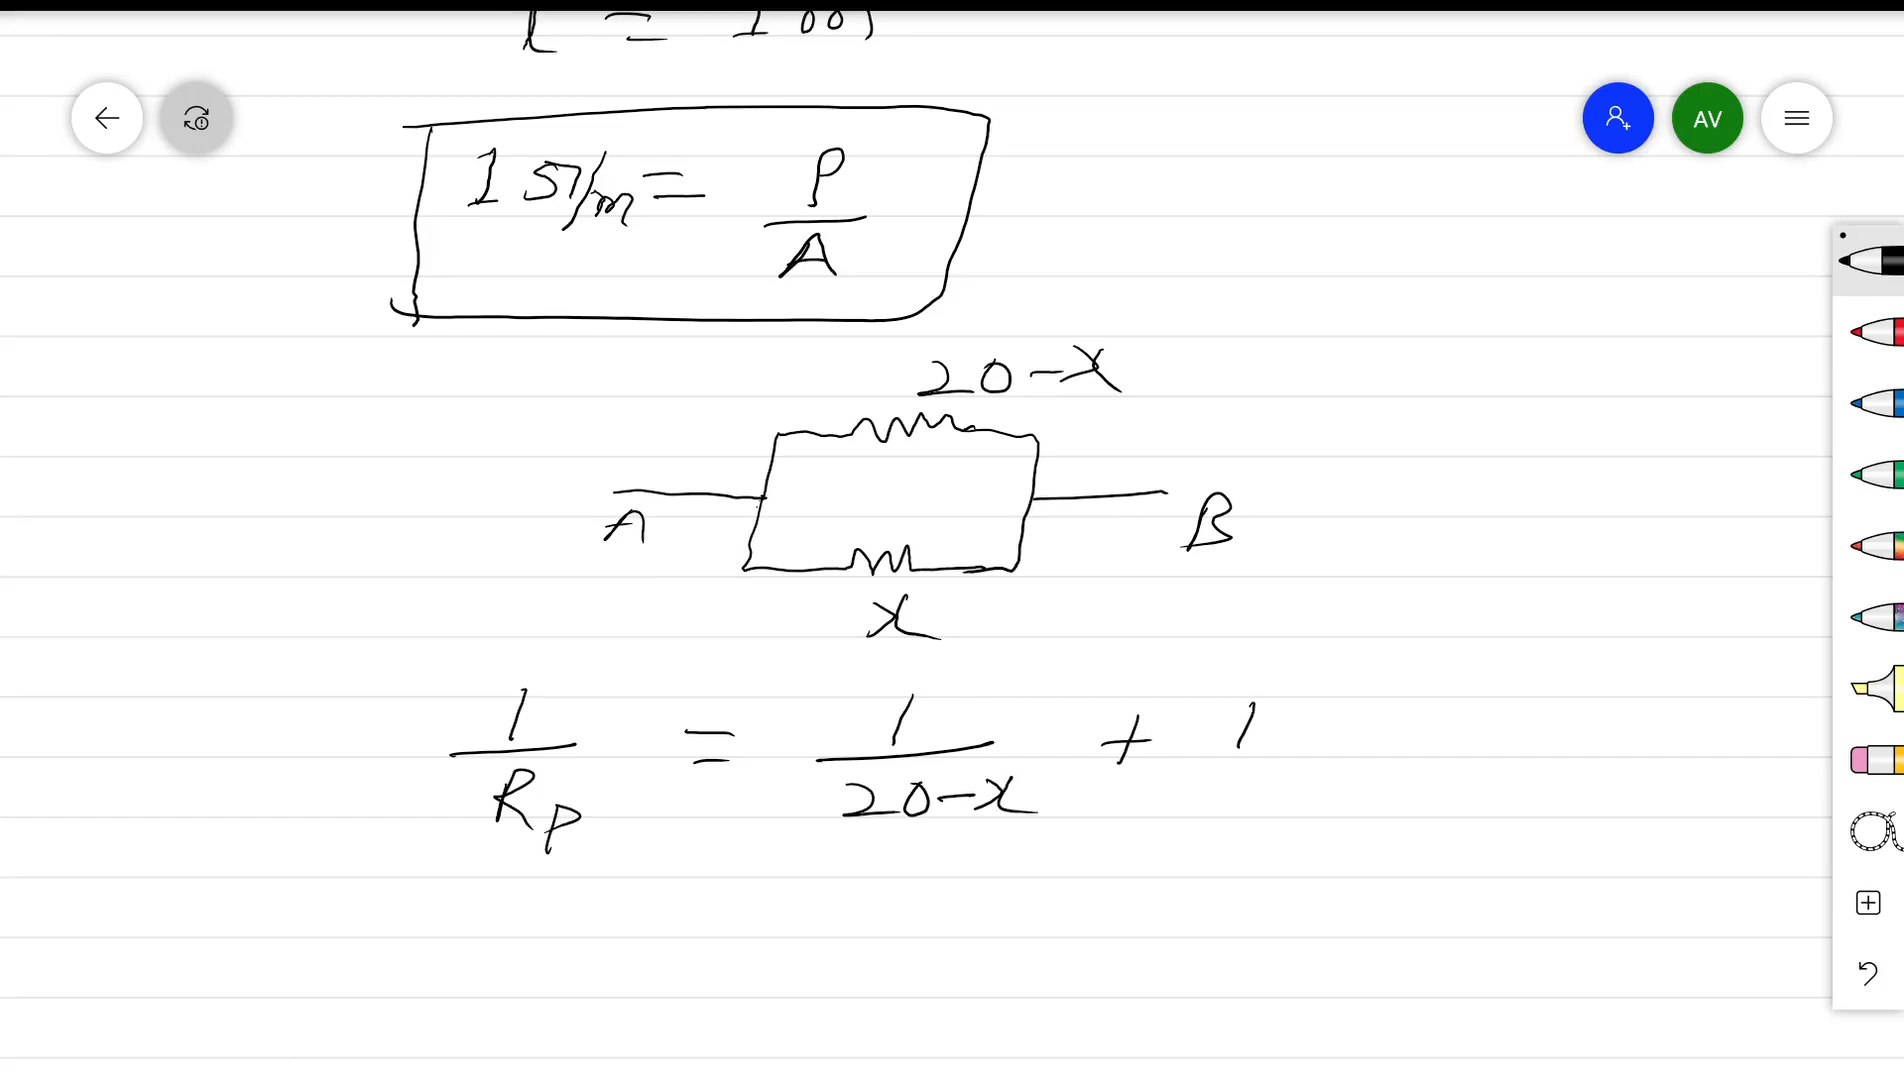 AV
1 Ω/m = ρ/A
20-x
A
B
x
1/Rp = 1/20-x + 1